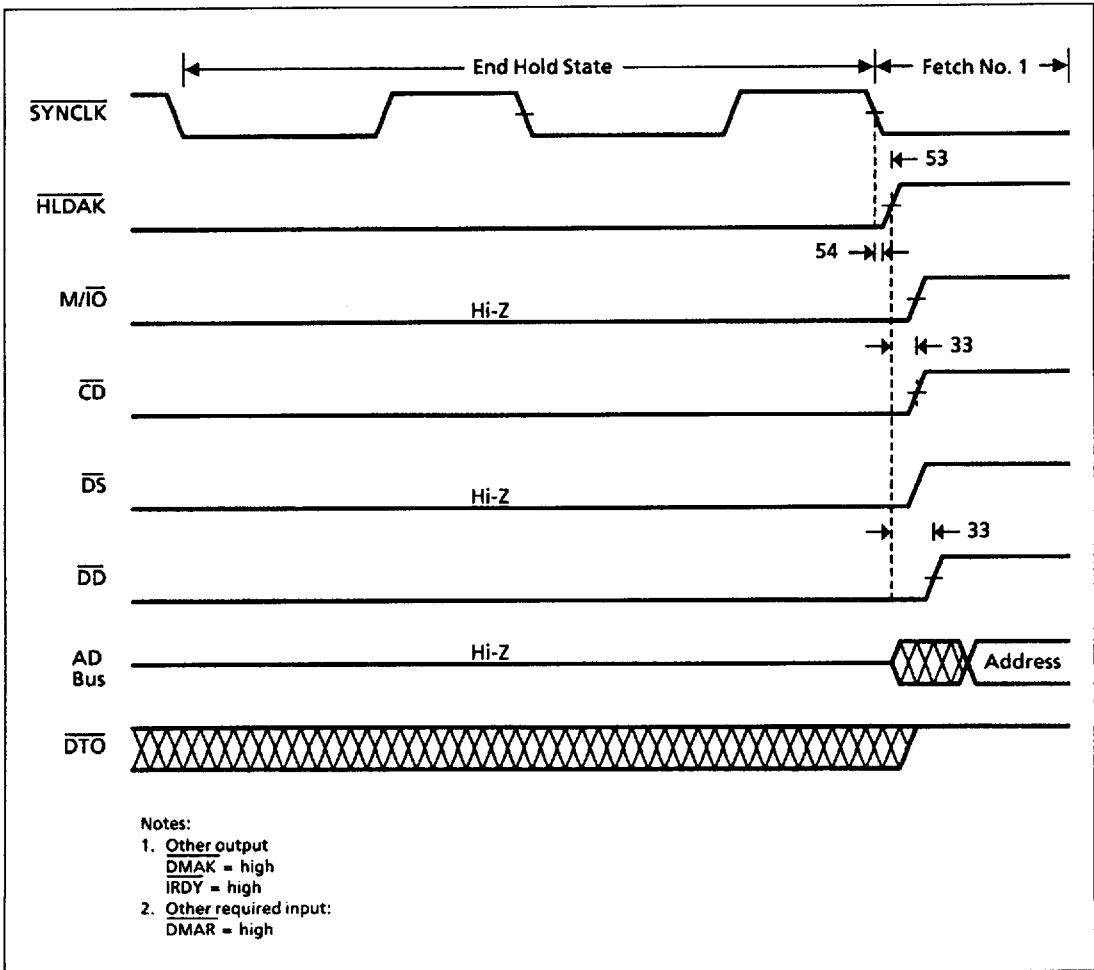 End Hold State Fetch No. 1
SYNCLK
53
HLDAK
54
M/IO
Hi-Z
33
CD
DS
Hi-Z
33
DD
AD
Bus
Hi-Z
Address
DTO
Notes:
1. Other output
DMAK = high
IRDY = high
2. Other required input:
DMAR = high